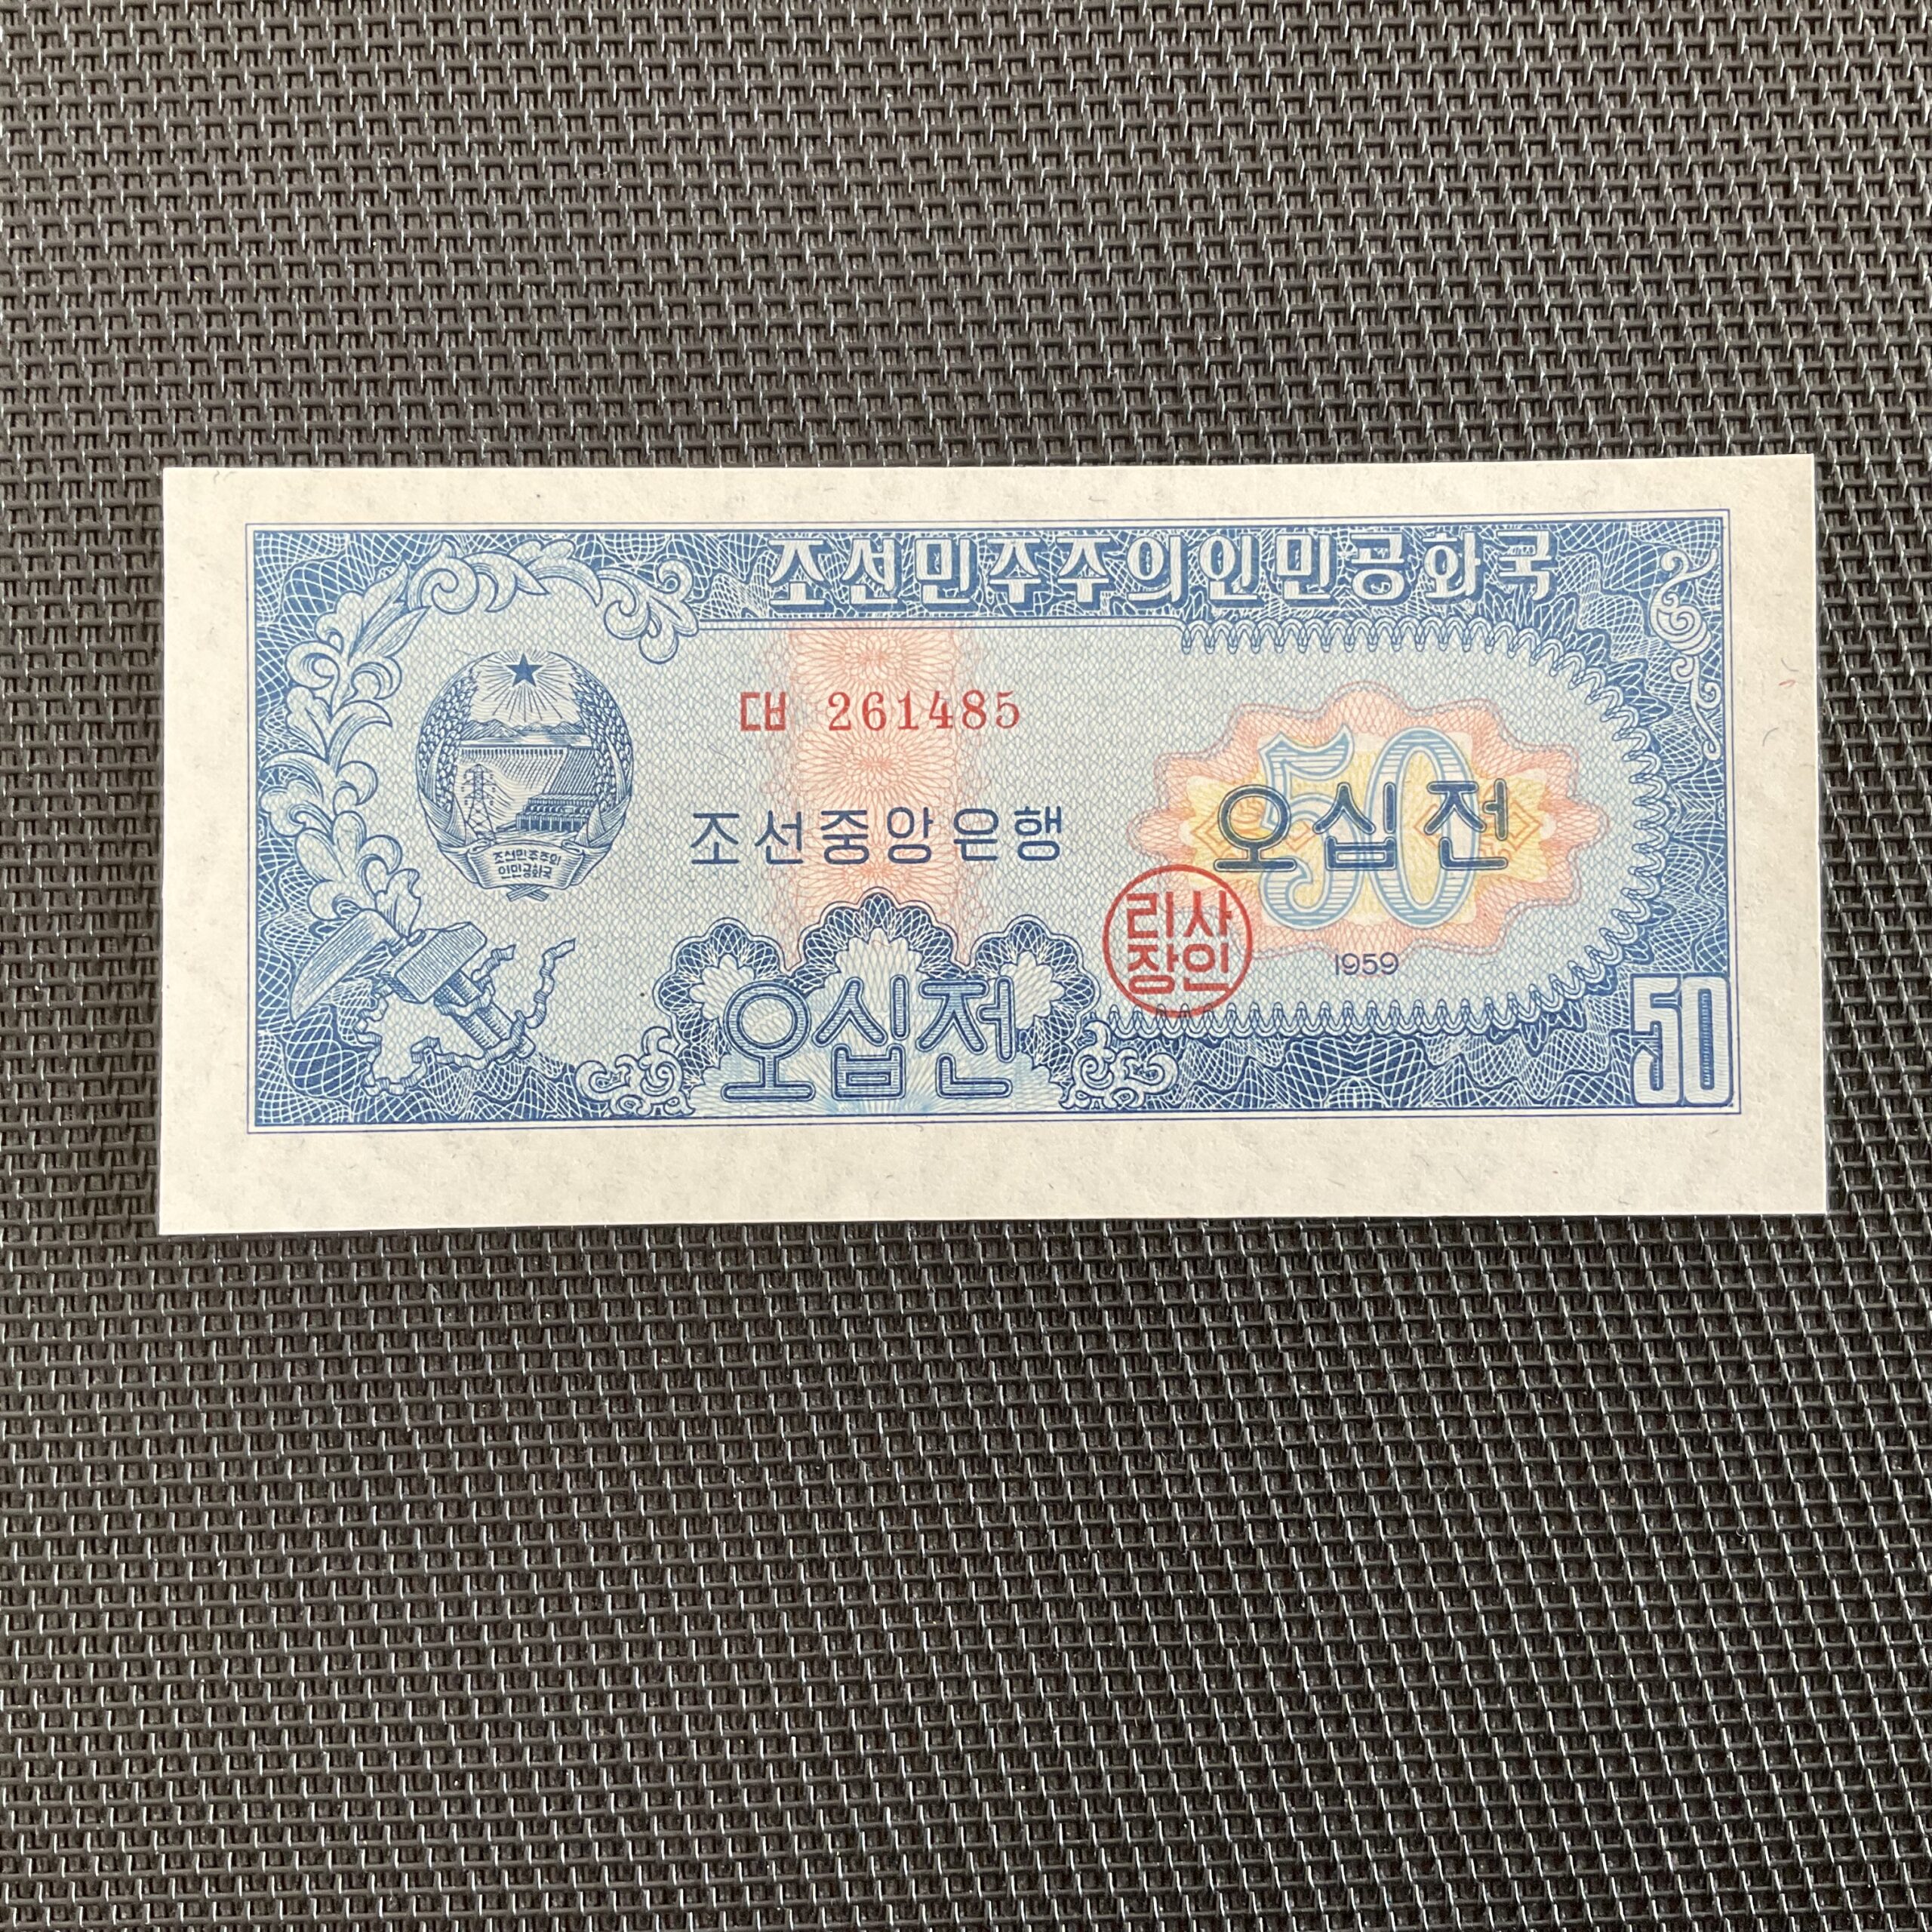 조선민주주의인민공화국
ㄷㅂ 261485
조선중앙은행
50
오십전
조선민주주의
인민공화국
리사
장인
1959
오십전
50